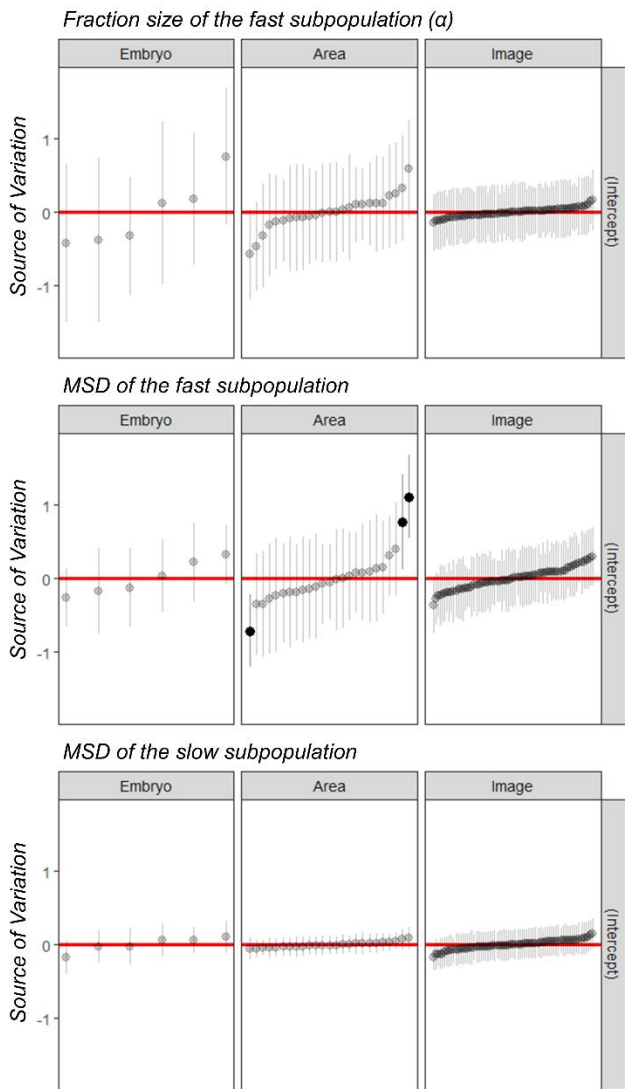 Fraction size of the fast subpopulation (α)
Embryo Area Image
Source of Variation
1
0
-1
(Intercept)
MSD of the fast subpopulation
Embryo Area Image
Source of Variation
1
0
-1
(Intercept)
MSD of the slow subpopulation
Embryo Area Image
Source of Variation
1
0
-1
(Intercept)